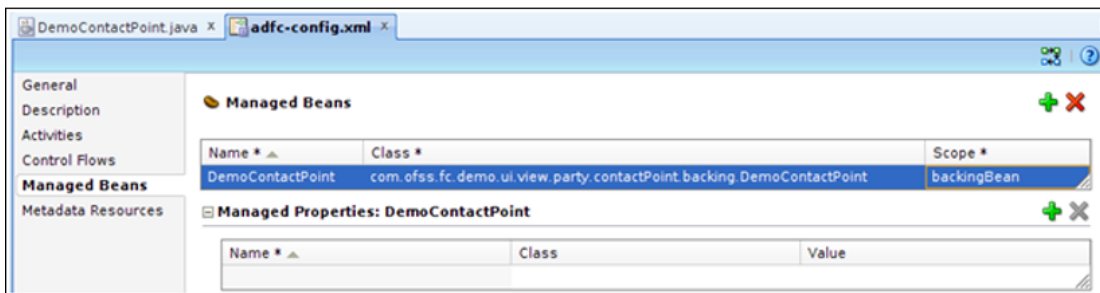 DemoContactPoint.java x adfc-config.xml x
General
Description
Activities
Control Flows
Managed Beans
Metadata Resources
Managed Beans
Name * Class * Scope *
DemoContactPoint com.ofss.fc.demo.ui.view.party.contactPoint.backing.DemoContactPoint backingBean
Managed Properties: DemoContactPoint
Name * Class Value